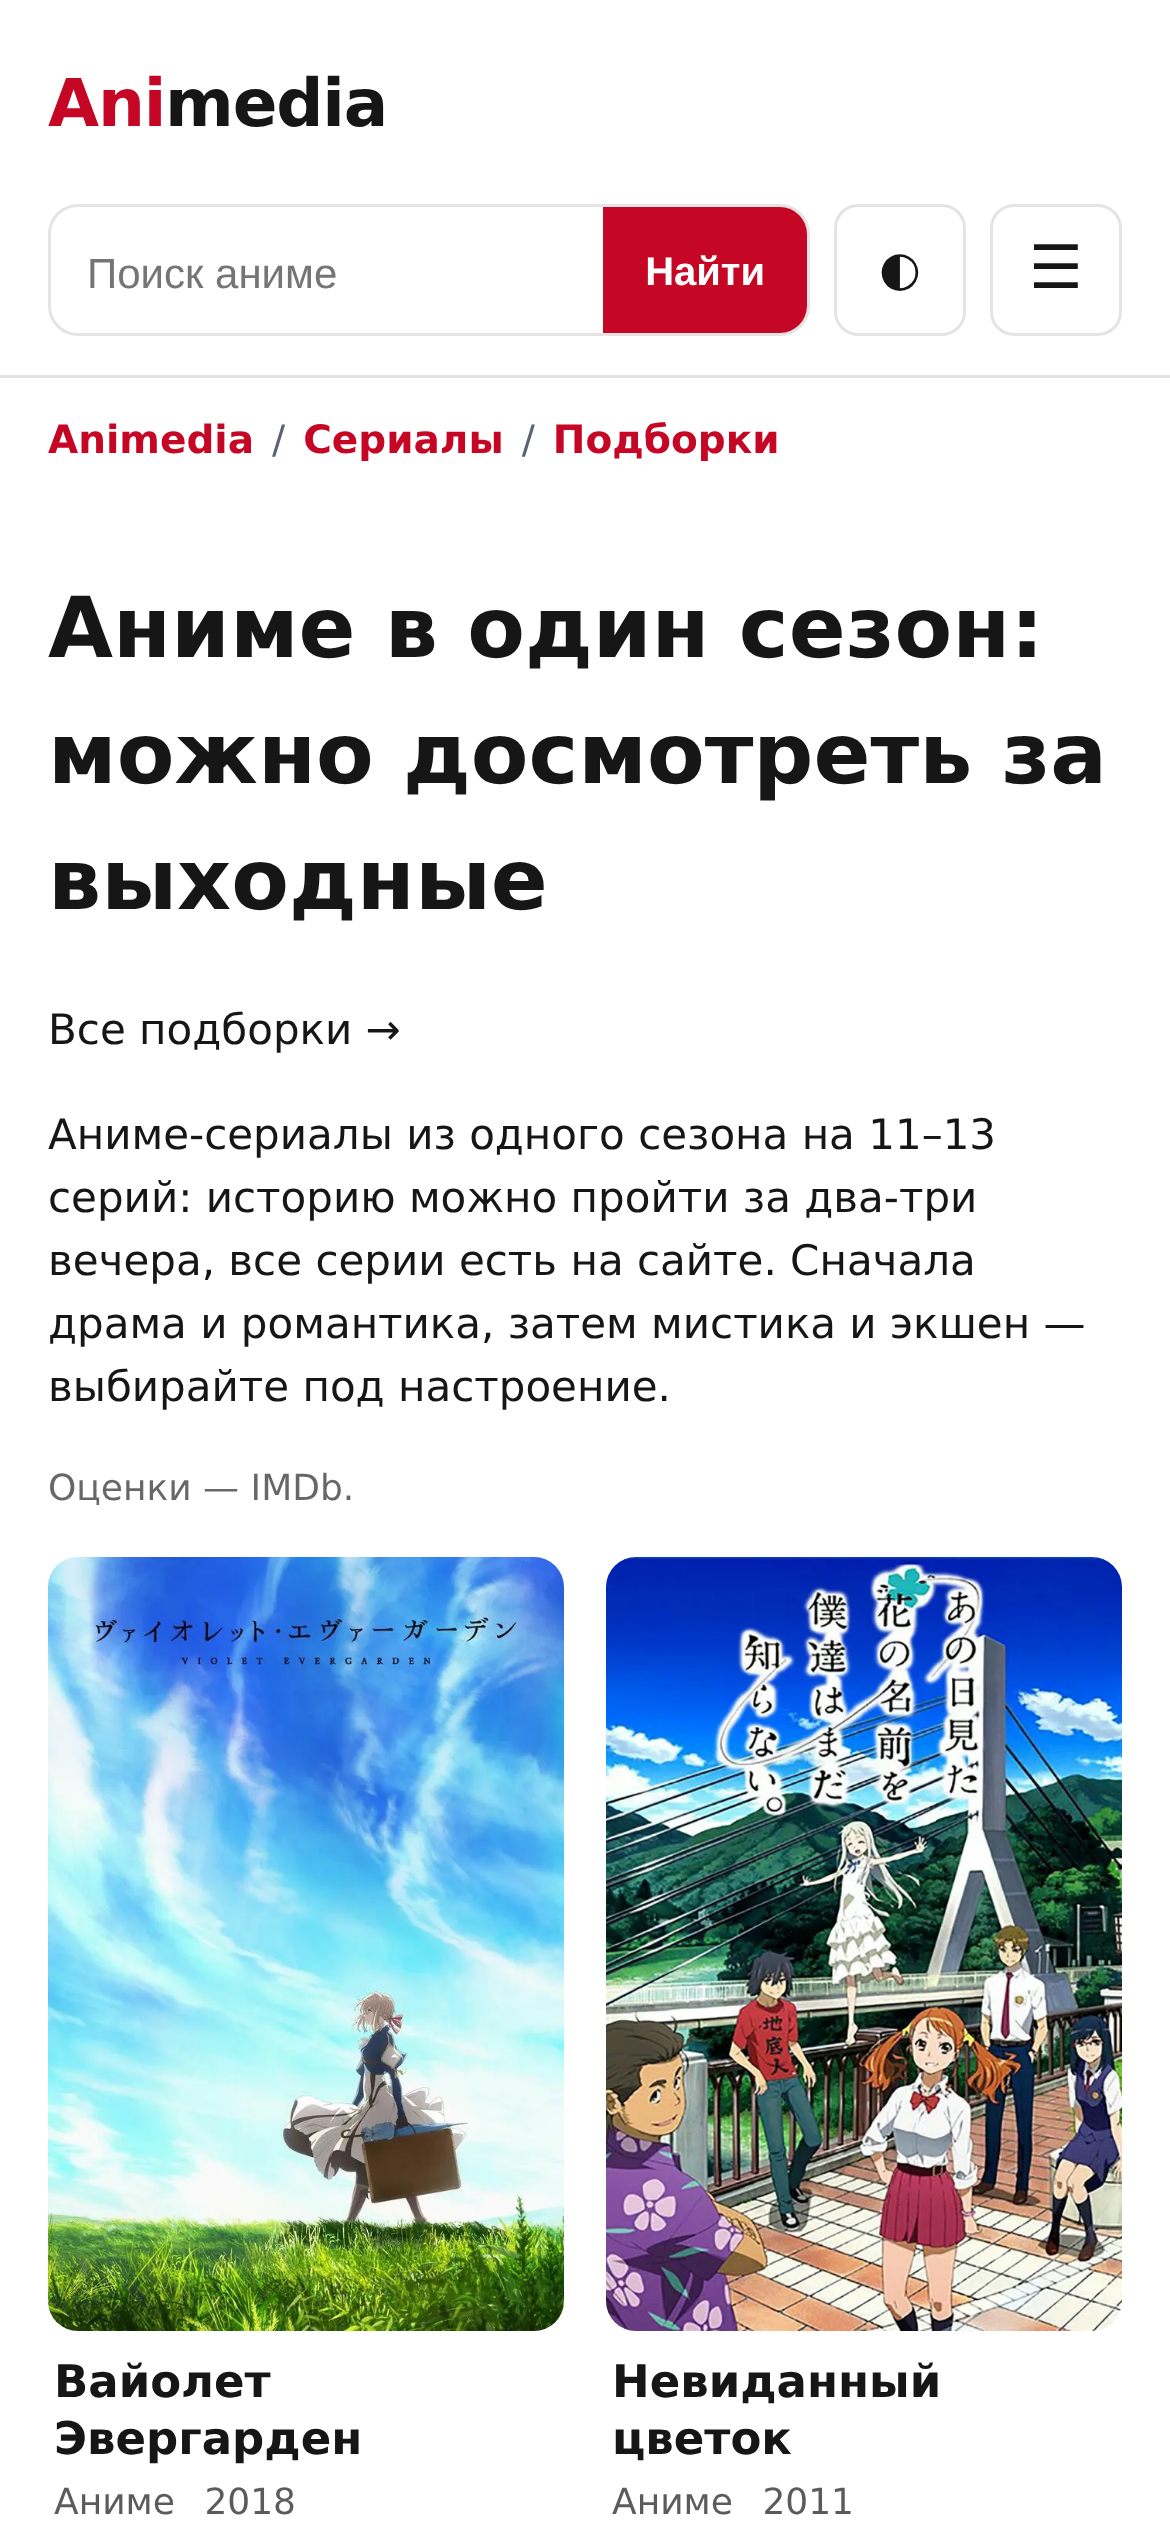 Animedia
Поиск аниме
Найти
Animedia / Сериалы / Подборки
Аниме в один сезон:
можно досмотреть за
выходные
Все подборки →
Аниме-сериалы из одного сезона на 11–13
серий: историю можно пройти за два-три
вечера, все серии есть на сайте. Сначала
драма и романтика, затем мистика и экшен —
выбирайте под настроение.
Оценки — IMDb.
ヴァイオレット・エヴァーガーデン
VIOLET EVERGARDEN
あの日見た
花の名前を
僕達はまだ
知らない。
地底人
Вайолет
Эвергарден
Аниме 2018
Невиданный
цветок
Аниме 2011